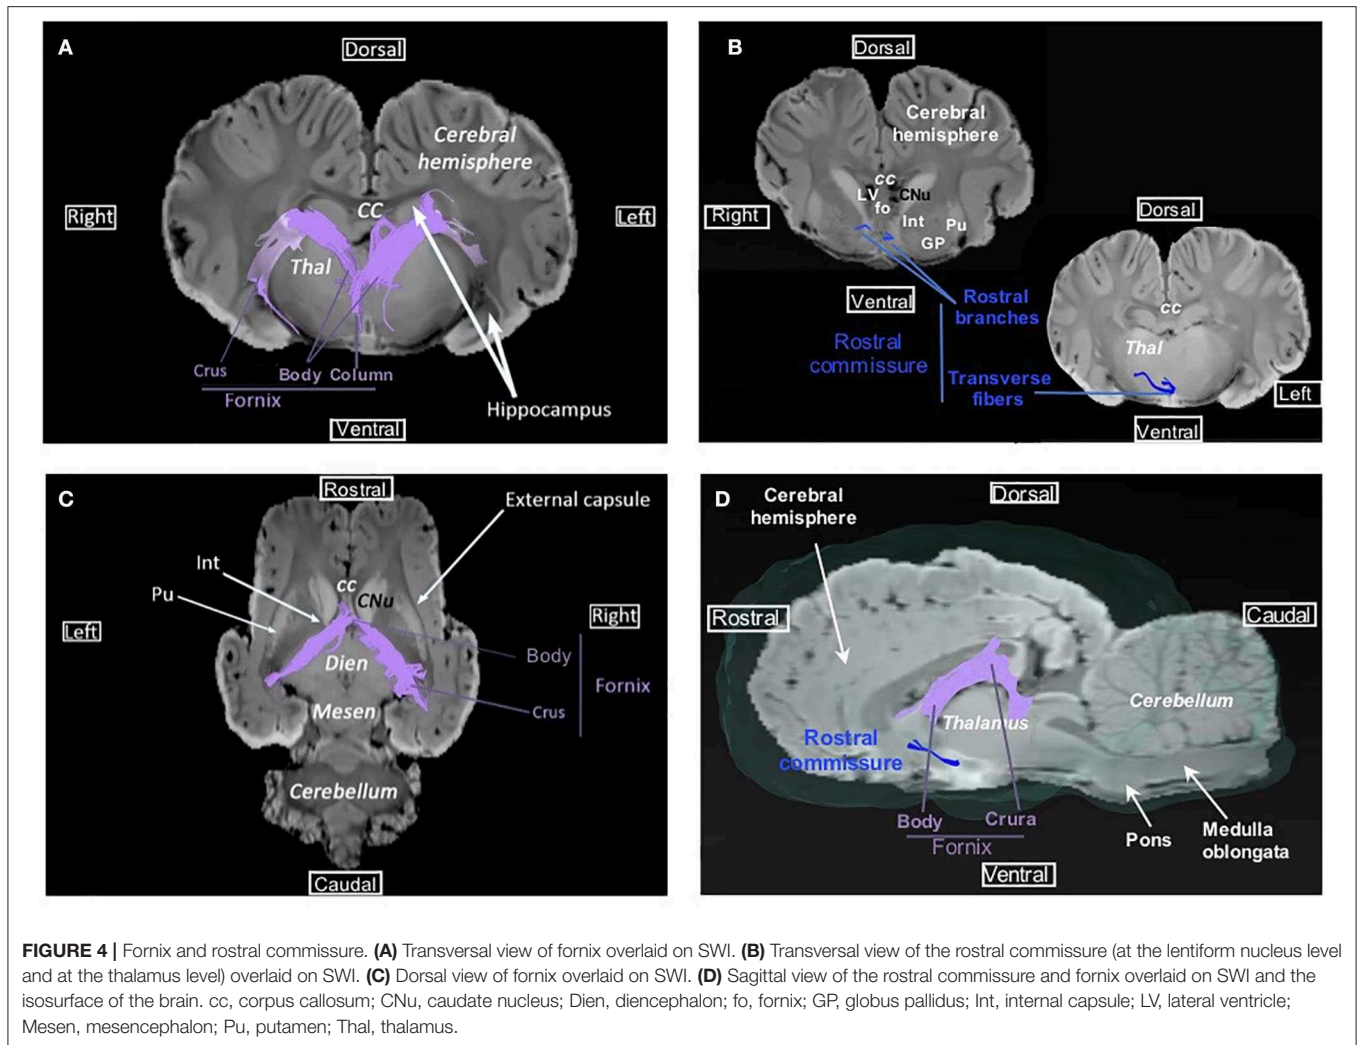 A
Dorsal
Cerebral
hemisphere
Right
CC
Left
Thal
Crus
Body Column
Fornix
Hippocampus
Ventral
B
Dorsal
Cerebral
hemisphere
cc
LV
CNu
fo
Right
Int
Pu
GP
Dorsal
Ventral
Rostral
branches
cc
Rostral
commissure
Thal
Transverse
fibers
Left
Ventral
C
Rostral
External capsule
Int
cc
CNu
Pu
Left
Right
Body
Dien
Fornix
Mesen
Crus
Cerebellum
Caudal
D
Cerebral
hemisphere
Dorsal
Rostral
Caudal
Cerebellum
Thalamus
Rostral
commissure
Body
Crura
Fornix
Pons
Medulla
oblongata
Ventral
FIGURE 4 | Fornix and rostral commissure. (A) Transversal view of fornix overlaid on SWI. (B) Transversal view of the rostral commissure (at the lentiform nucleus level
and at the thalamus level) overlaid on SWI. (C) Dorsal view of fornix overlaid on SWI. (D) Sagittal view of the rostral commissure and fornix overlaid on SWI and the
isosurface of the brain. cc, corpus callosum; CNu, caudate nucleus; Dien, diencephalon; fo, fornix; GP, globus pallidus; Int, internal capsule; LV, lateral ventricle;
Mesen, mesencephalon; Pu, putamen; Thal, thalamus.